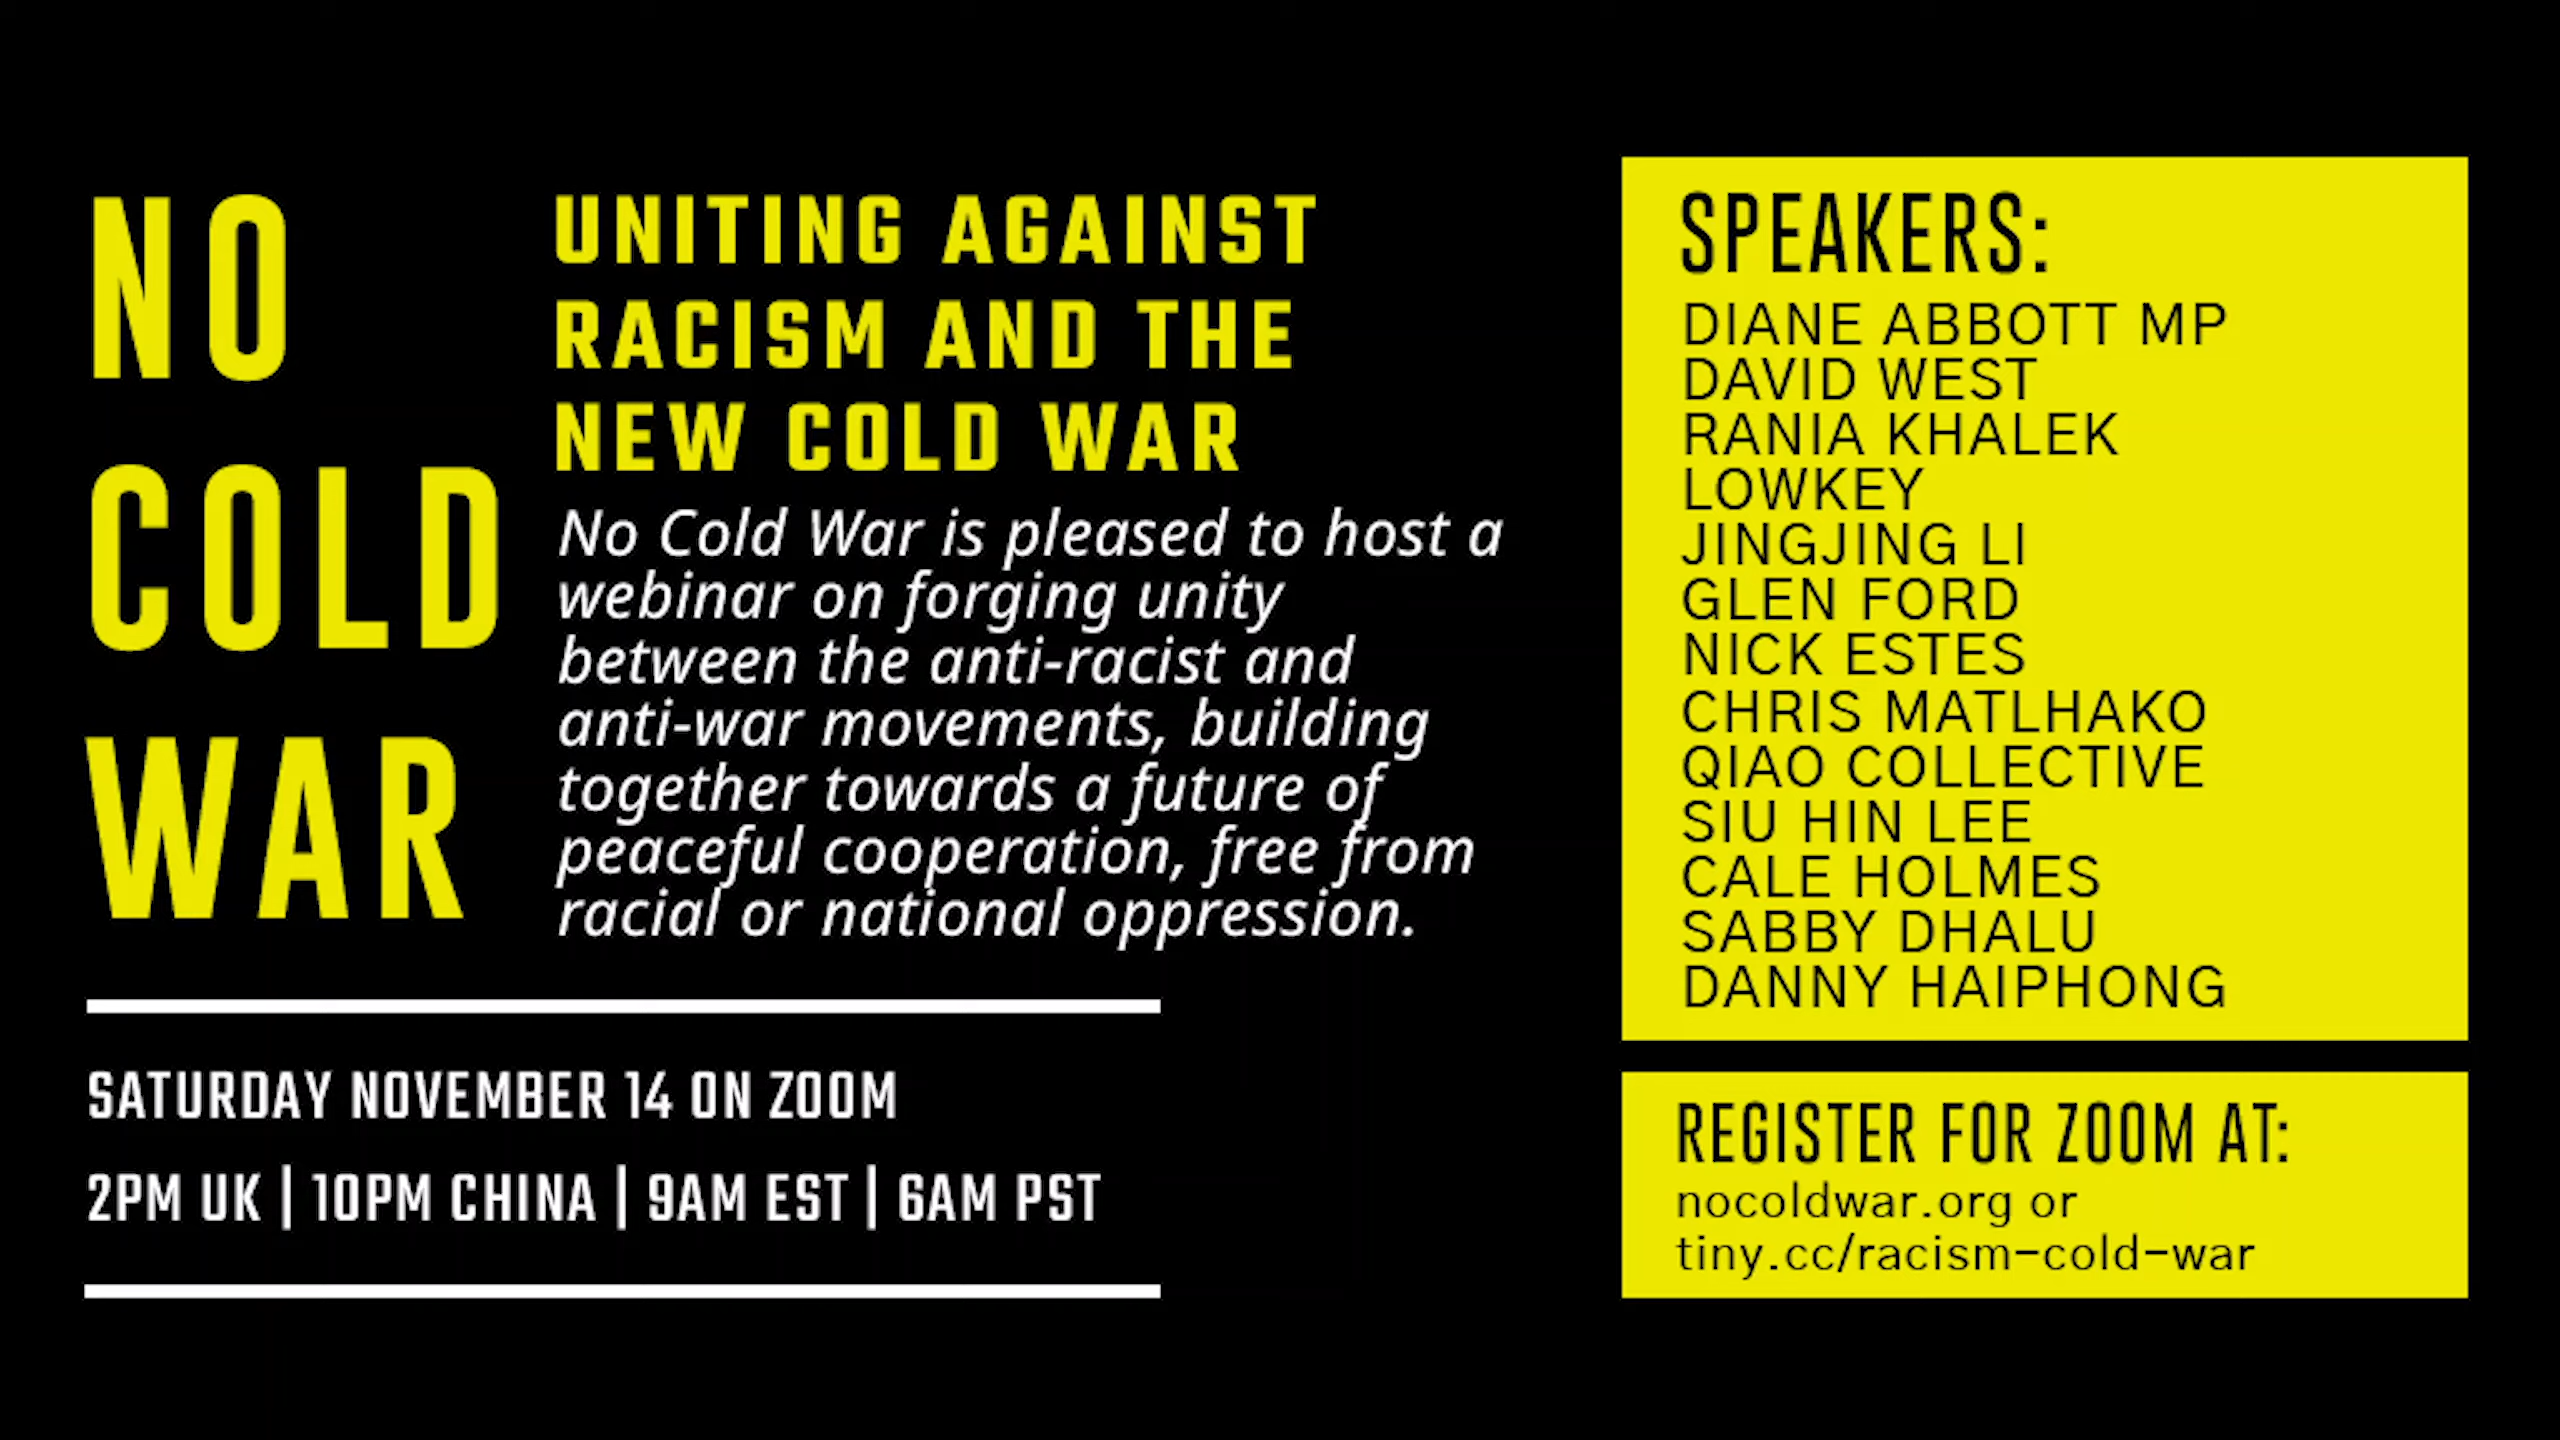 NO
COLD
WAR
UNITING AGAINST
RACISM AND THE
NEW COLD WAR
No Cold War is pleased to host a
webinar on forging unity
between the anti-racist and
anti-war movements, building
together towards a future of
peaceful cooperation, free from
racial or national oppression.
SATURDAY NOVEMBER 14 ON ZOOM
2PM UK | 10PM CHINA | 9AM EST | 6AM PST
SPEAKERS:
DIANE ABBOTT MP
DAVID WEST
RANIA KHALEK
LOWKEY
JINGJING LI
GLEN FORD
NICK ESTES
CHRIS MATLHAKO
QIAO COLLECTIVE
SIU HIN LEE
CALE HOLMES
SABBY DHALU
DANNY HAIPHONG
REGISTER FOR ZOOM AT:
nocoldwar.org or
tiny.cc/racism-cold-war